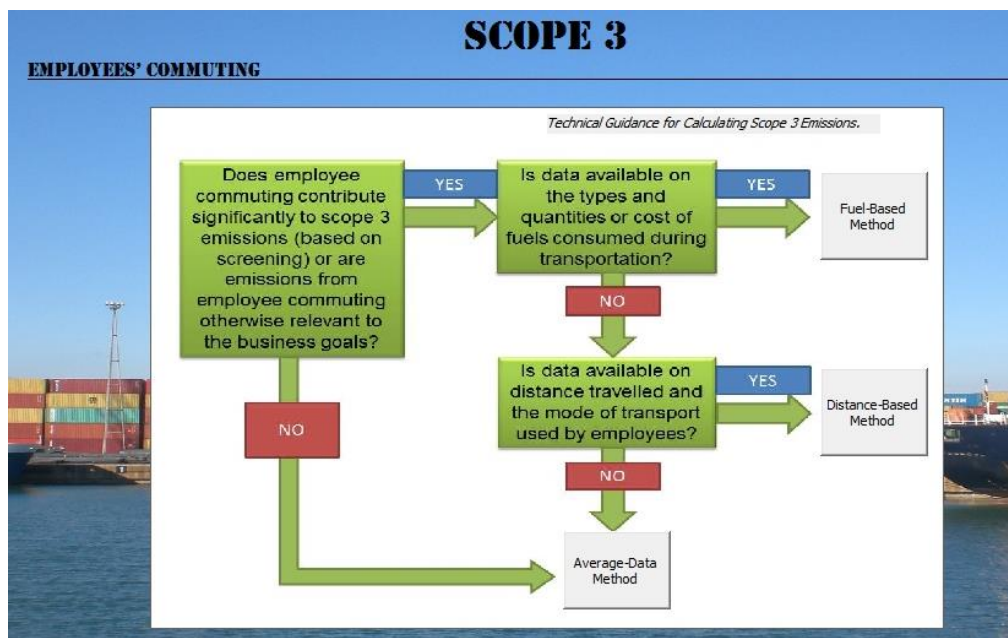 SCOPE 3
EMPLOYEES' COMMUTING
Technical Guidance for Calculating Scope 3 Emissions.
Does employee
commuting contribute
significantly to scope 3
emissions (based on
screening) or are
emissions from
employee commuting
otherwise relevant to
the business goals?
YES
Is data available on
the types and
quantities or cost of
fuels consumed during
transportation?
YES
Fuel-Based
Method
NO
Is data available on
distance travelled and
the mode of transport
used by employees?
YES
Distance-Based
Method
NO
NO
Average-Data
Method